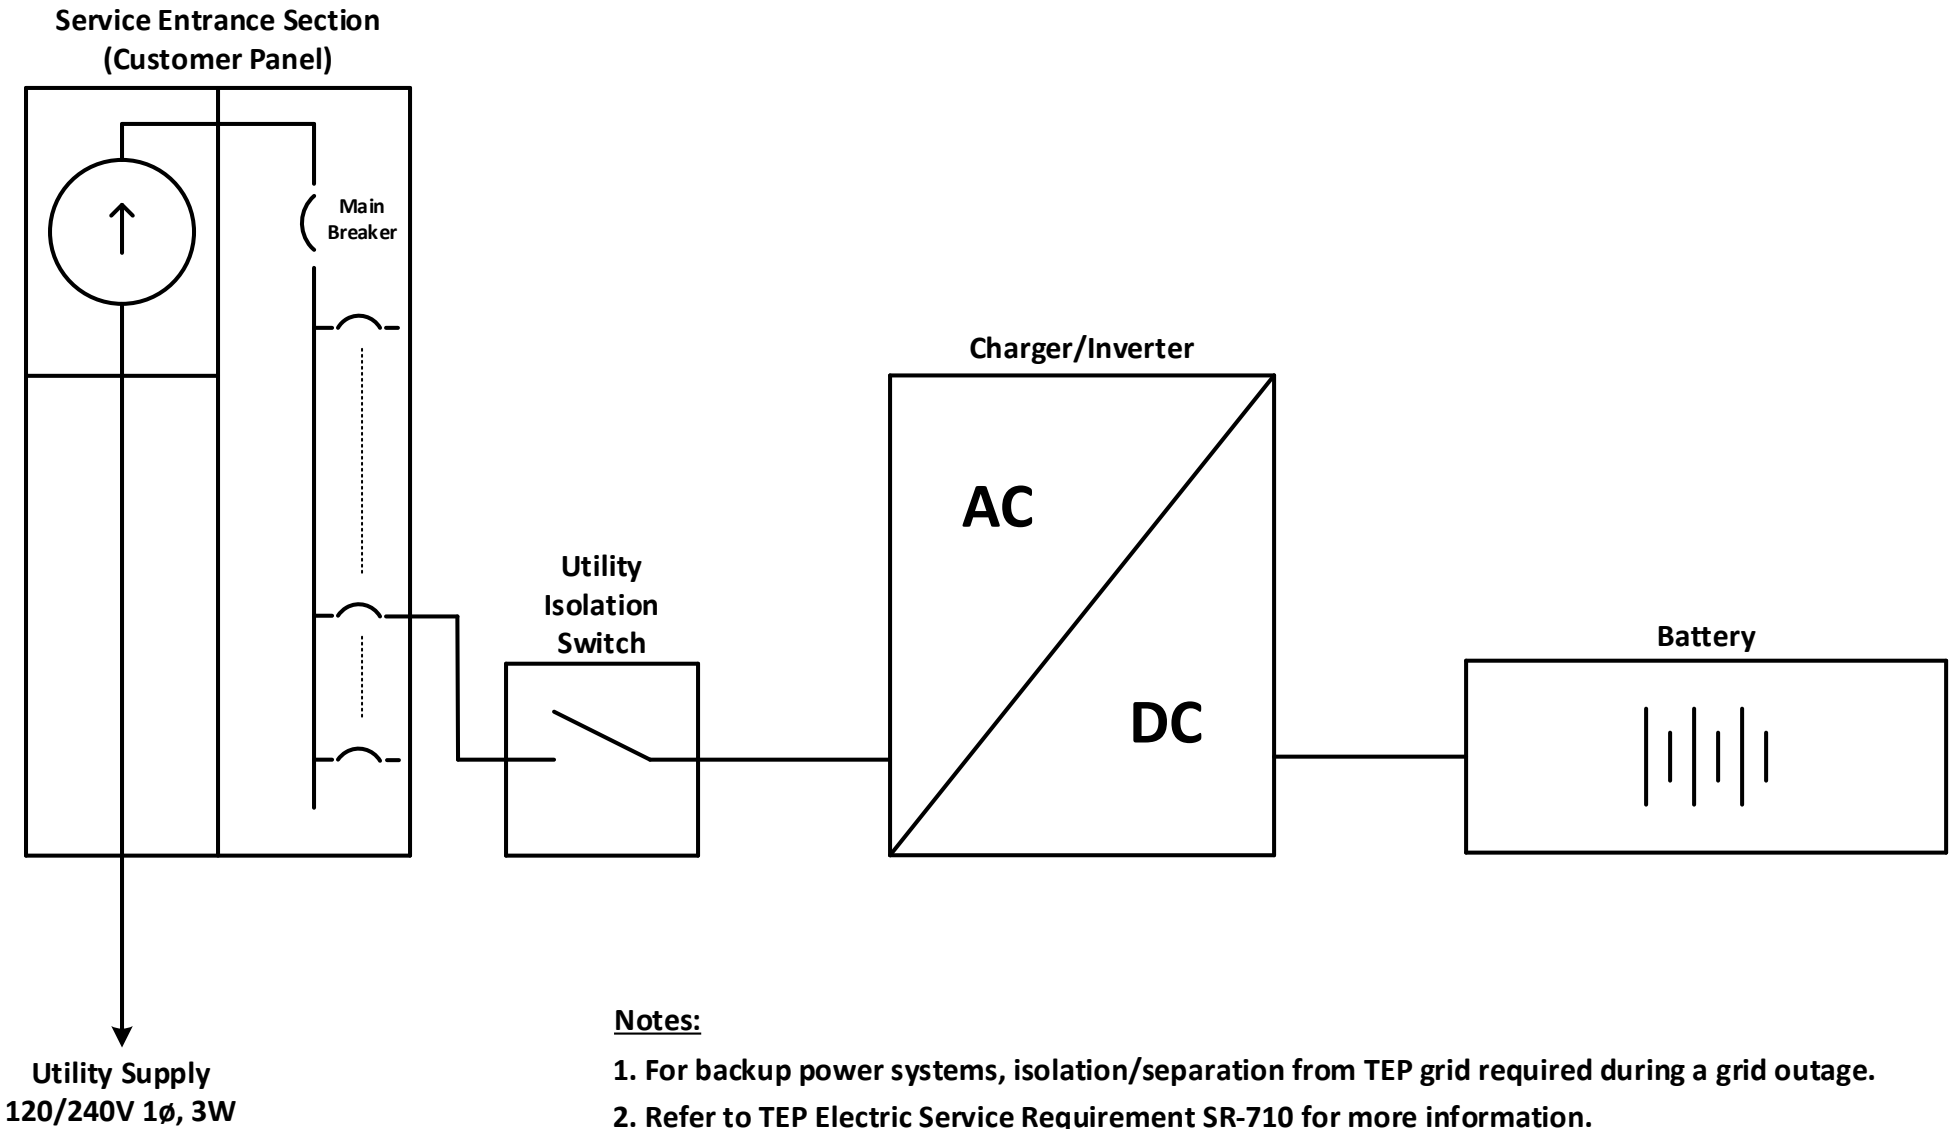 Service Entrance Section
(Customer Panel)
Main
Breaker
Charger/Inverter
AC
DC
Utility
Isolation
Switch
Battery
Utility Supply
120/240V 1ø, 3W
Notes:
1. For backup power systems, isolation/separation from TEP grid required during a grid outage.
2. Refer to TEP Electric Service Requirement SR-710 for more information.